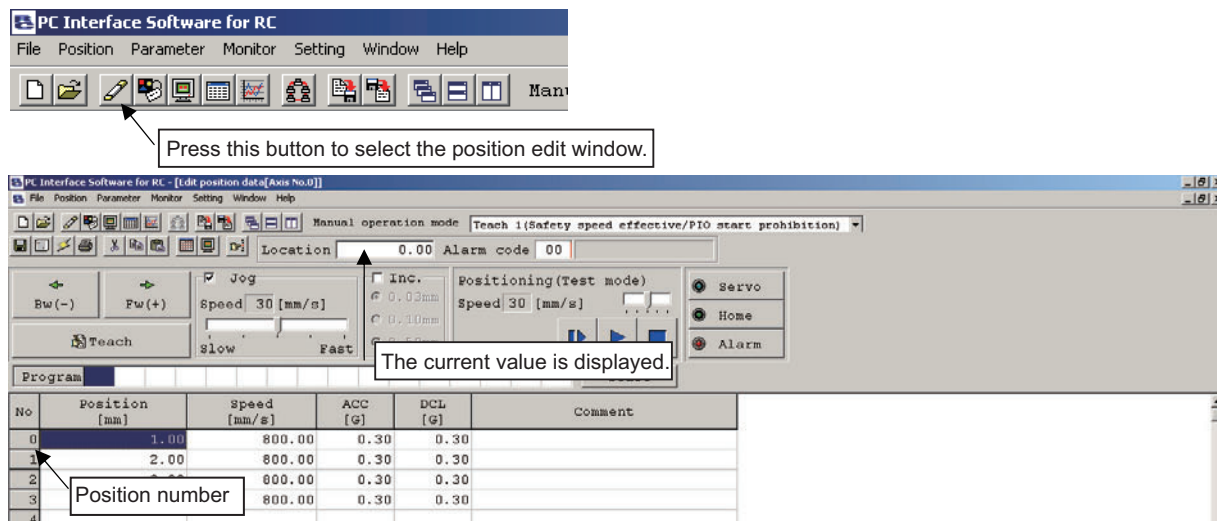 PC Interface Software for RC
File Position Parameter Monitor Setting Window Help
Manu
Press this button to select the position edit window.
PC Interface Software for RC - [Edit position data[Axis No.0]]
File Position Parameter Monitor Setting Window Help
Manual operation mode Teach 1(Safety speed effective/PIO start prohibition)
Location 0.00 Alarm code 00
Bw(-) Fw(+)
Teach
Jog
Speed 30 [mm/s]
Slow Fast
Inc.
0.03mm
0.10mm
Positioning(Test mode)
Speed 30 [mm/s]
Servo
Home
Alarm
The current value is displayed.
Program
No Position [mm] Speed [mm/s] ACC [G] DCL [G] Comment
0 1.00 800.00 0.30 0.30
1 2.00 800.00 0.30 0.30
2 800.00 0.30 0.30
3 800.00 0.30 0.30
4
Position number